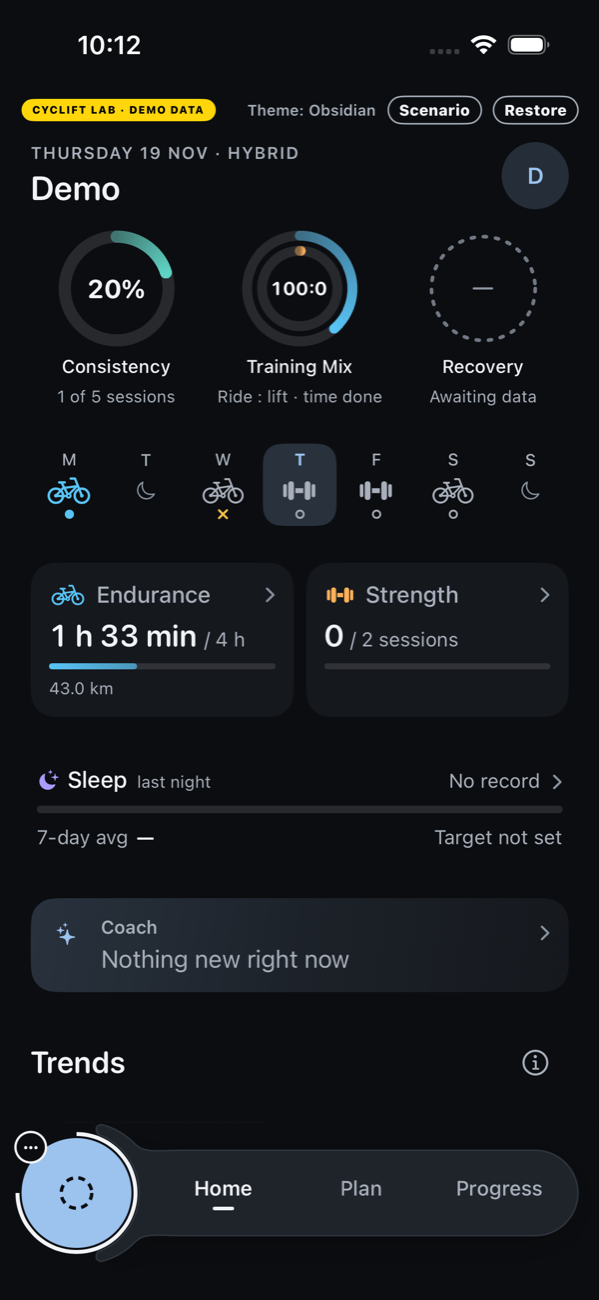 10:12
CYCLIFT LAB · DEMO DATA
Theme: Obsidian
Scenario
Restore
THURSDAY 19 NOV · HYBRID
Demo
D
20%
100:0
—
Consistency
Training Mix
Recovery
1 of 5 sessions
Ride : lift · time done
Awaiting data
M T W T F S S
Endurance
1 h 33 min / 4 h
43.0 km
Strength
0 / 2 sessions
Sleep last night
No record
7-day avg —
Target not set
Coach
Nothing new right now
Trends
Home
Plan
Progress